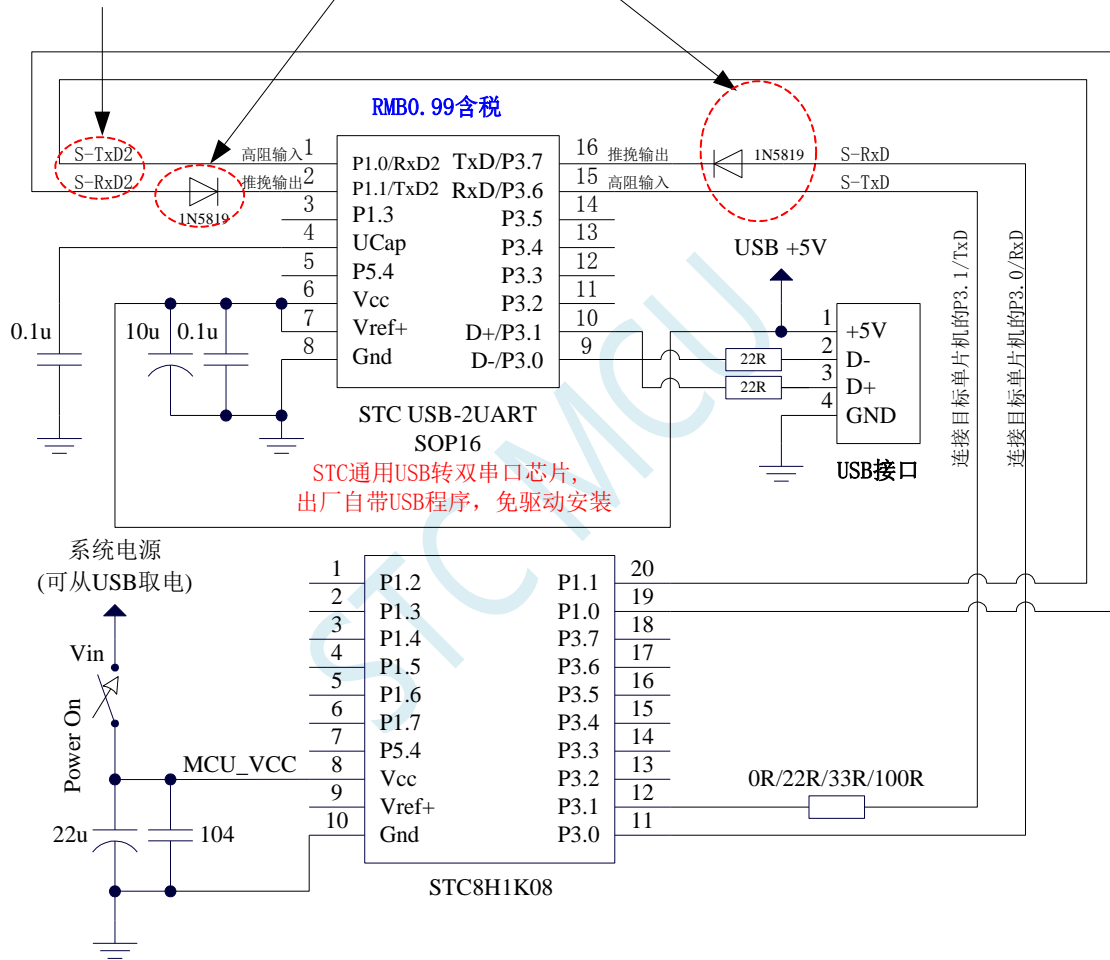 RMB0.99含税
S-TxD2
高阻输入
1
P1.0/RxD2
TxD/P3.7
16
推挽输出
1N5819
S-RxD
S-RxD2
1N5819
推挽输出
2
P1.1/TxD2
RxD/P3.6
15
高阻输入
S-TxD
3
P1.3
P3.5
14
4
UCap
P3.4
13
5
P5.4
P3.3
12
6
Vcc
P3.2
11
7
Vref+
D+/P3.1
10
8
Gnd
D-/P3.0
9
0.1u
10u
0.1u
USB +5V
22R
22R
1
+5V
2
D-
3
D+
4
GND
USB接口
连接目标单片机的P3.1/TxD
连接目标单片机的P3.0/RxD
STC USB-2UART
SOP16
STC通用USB转双串口芯片,
出厂自带USB程序，免驱动安装
STC MCU
系统电源
(可从USB取电)
Vin
Power On
MCU_VCC
22u
104
1
P1.2
P1.1
20
2
P1.3
P1.0
19
3
P1.4
P3.7
18
4
P1.5
P3.6
17
5
P1.6
P3.5
16
6
P1.7
P3.4
15
7
P5.4
P3.3
14
8
Vcc
P3.2
13
9
Vref+
P3.1
12
10
Gnd
P3.0
11
0R/22R/33R/100R
STC8H1K08